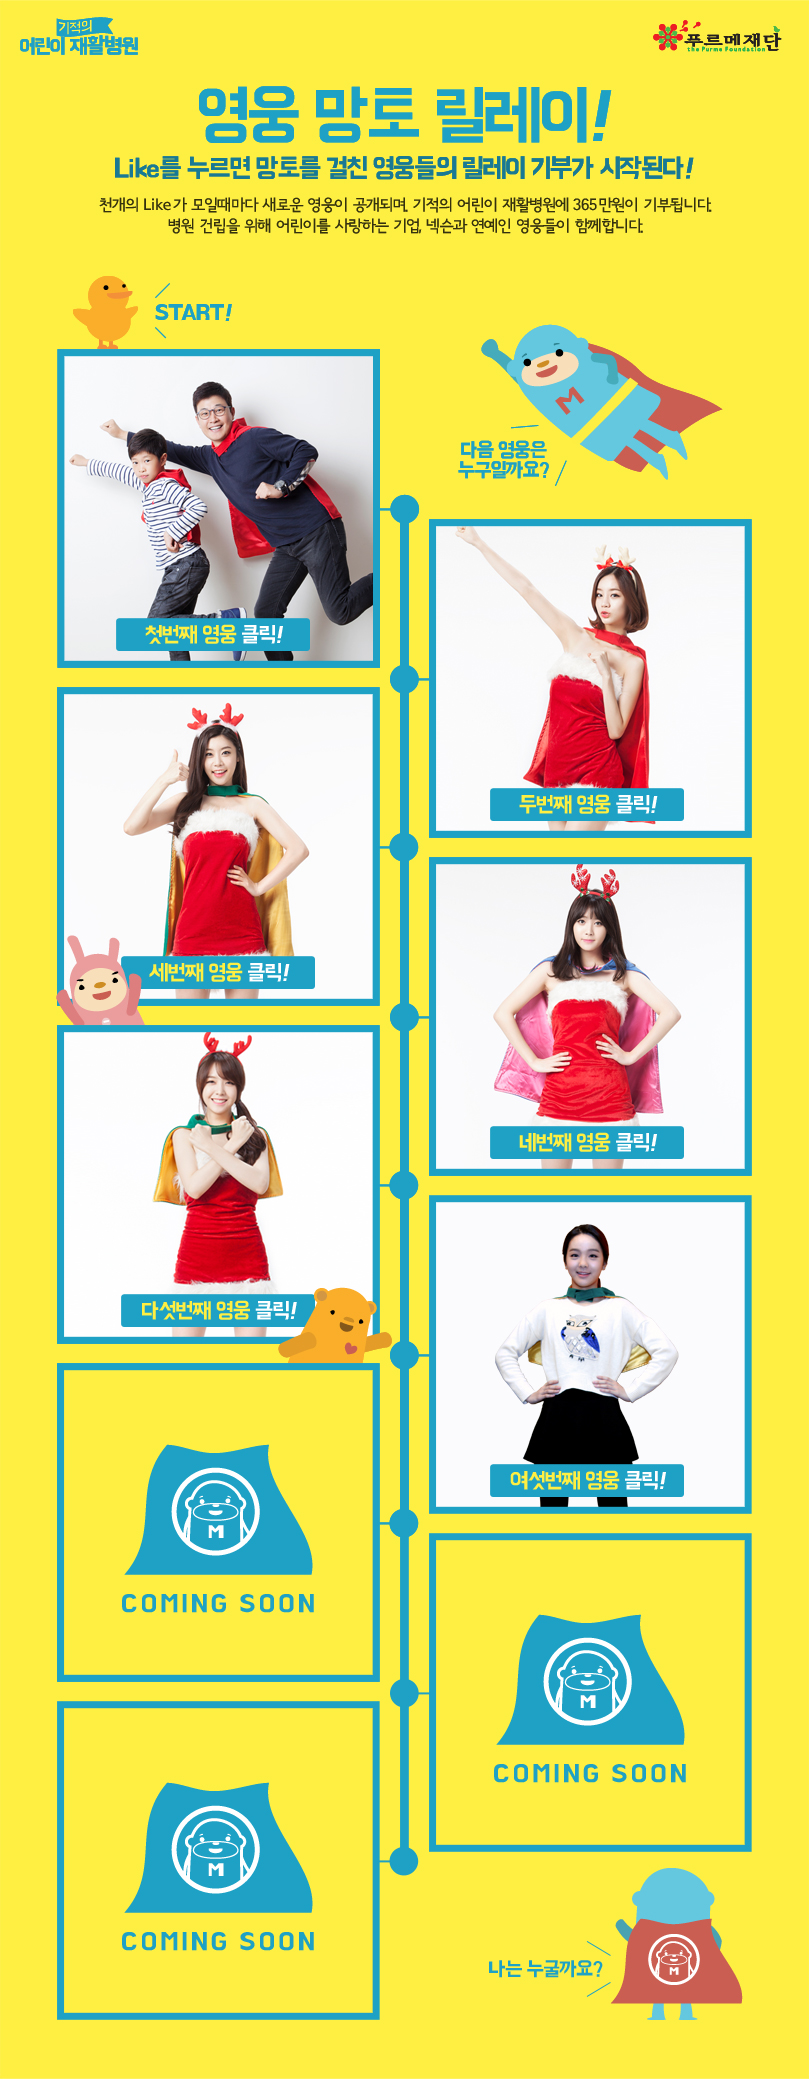 기적의
어린이 재활병원
푸르메재단
the Purme Foundation
영웅 망토 릴레이!
Like를 누르면 망토를 걸친 영웅들의 릴레이 기부가 시작된다!
천개의 Like가 모일때마다 새로운 영웅이 공개되며, 기적의 어린이 재활병원에 365만원이 기부됩니다.
병원 건립을 위해 어린이를 사랑하는 기업, 넥슨과 연예인 영웅들이 함께합니다.
START!
M
다음 영웅은
누구일까요?
첫번째 영웅 클릭!
두번째 영웅 클릭!
세번째 영웅 클릭!
네번째 영웅 클릭!
다섯번째 영웅 클릭!
여섯번째 영웅 클릭!
M
COMING SOON
M
COMING SOON
M
COMING SOON
나는 누굴까요?
M